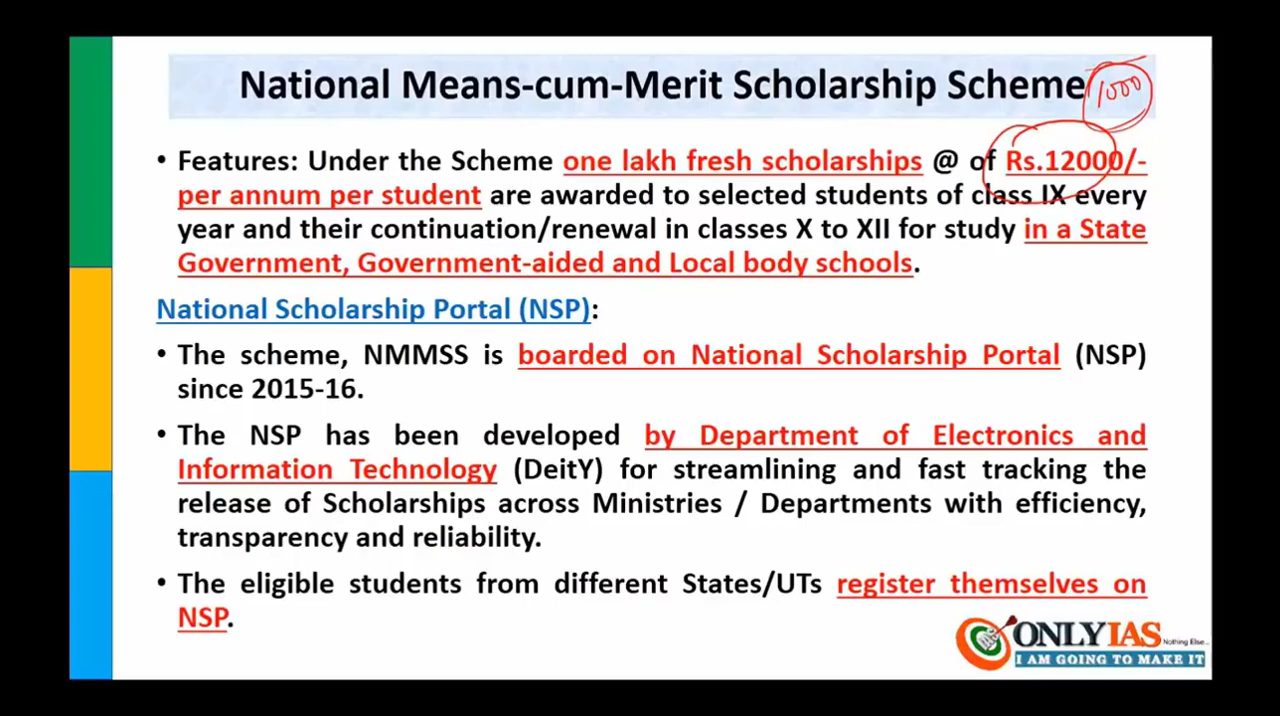 National Means-cum-Merit Scholarship Scheme
1000
• Features: Under the Scheme one lakh fresh scholarships @ of Rs.12000/-
per annum per student are awarded to selected students of class IX every
year and their continuation/renewal in classes X to XII for study in a State
Government, Government-aided and Local body schools.
National Scholarship Portal (NSP):
• The scheme, NMMSS is boarded on National Scholarship Portal (NSP)
since 2015-16.
• The NSP has been developed by Department of Electronics and
Information Technology (DeitY) for streamlining and fast tracking the
release of Scholarships across Ministries / Departments with efficiency,
transparency and reliability.
• The eligible students from different States/UTs register themselves on
NSP.
ONLYIAS Nothing Else...
I AM GOING TO MAKE IT